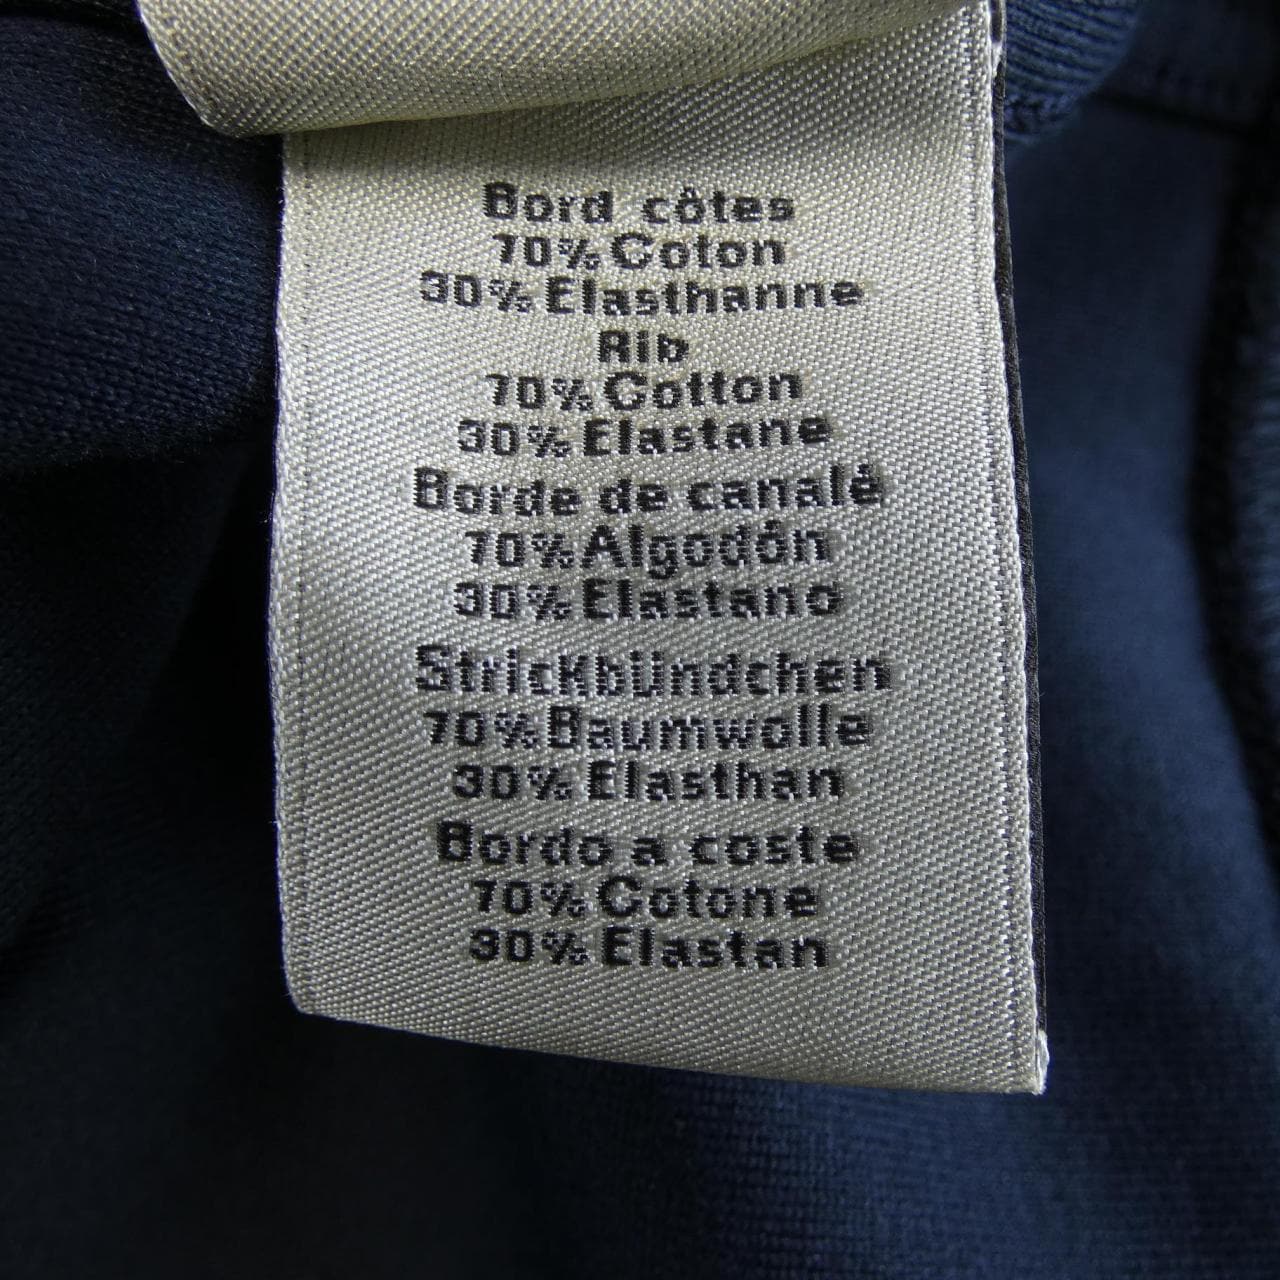 Bord côtes
70% Coton
30% Elasthanne
Rib
70% Cotton
30% Elastane
Borde de canalé
70% Algodón
30% Elastano
Strickbündchen
70% Baumwolle
30% Elasthan
Bordo a coste
70% Cotone
30% Elastan